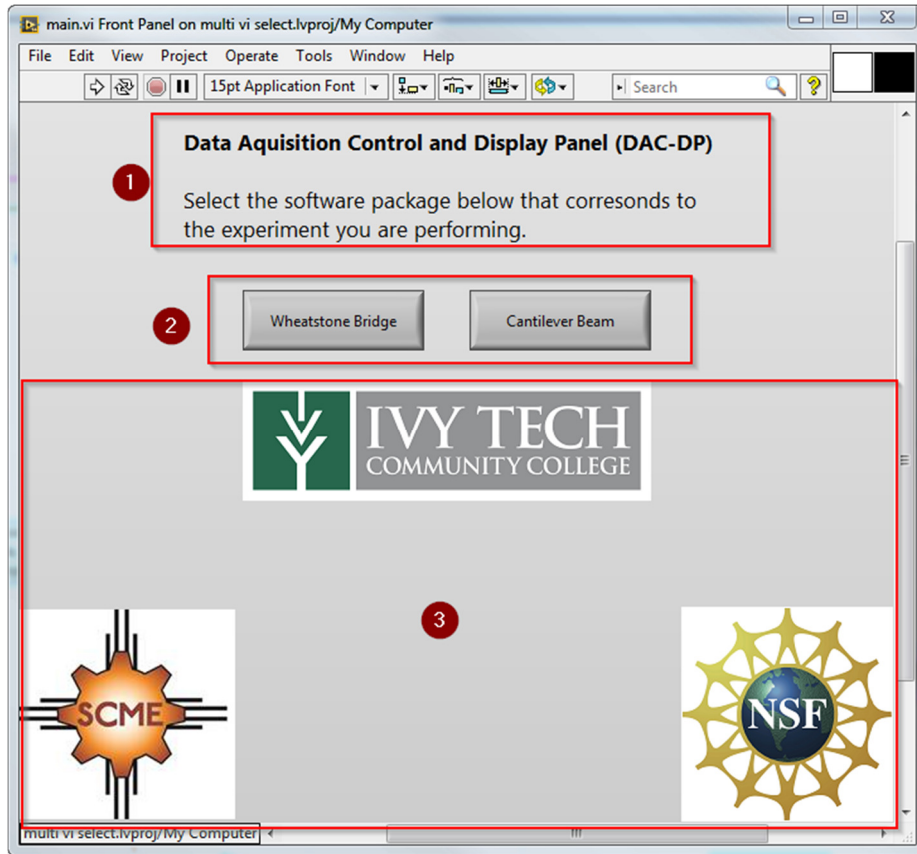 main.vi Front Panel on multi vi select.lvproj/My Computer
File Edit View Project Operate Tools Window Help
15pt Application Font
Search
?
Data Aquisition Control and Display Panel (DAC-DP)
1
Select the software package below that corresonds to
the experiment you are performing.
2
Wheatstone Bridge Cantilever Beam
IVY TECH
COMMUNITY COLLEGE
3
SCME
NSF
multi vi select.lvproj/My Computer